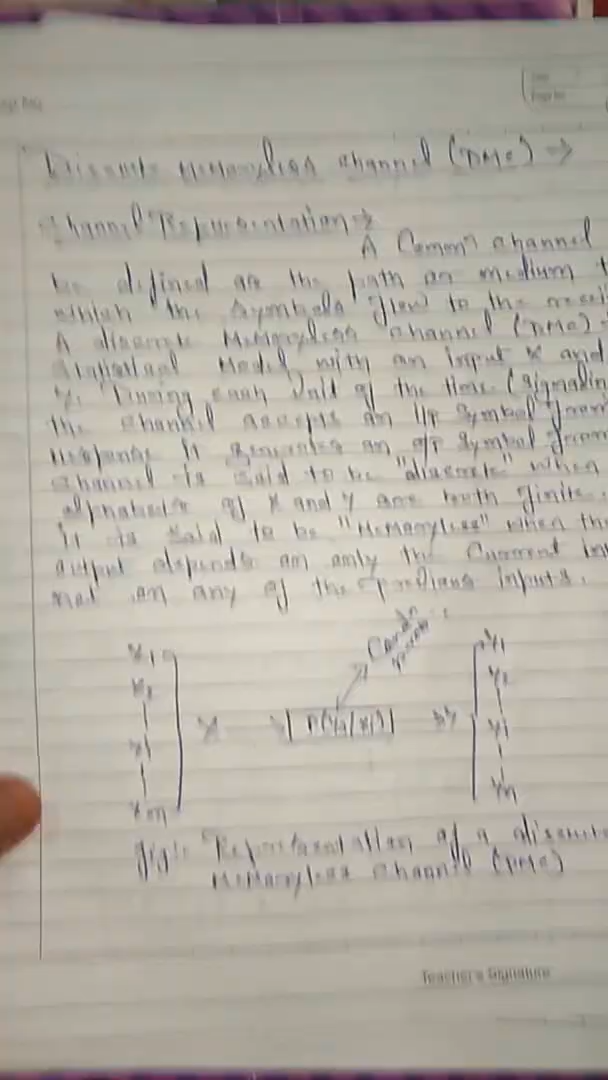 Discrete Memoryless channel (DMC) ⇒
Channel Representation ⇒
A Commn channel
be defined as the path or medium
which the symbols flow to the
A discrete Memoryless channel (DMC)
statistical Model with an input X and
Y. During each Unit of the time (
the channel accepts an I/P symbol from
response it generates an o/p symbol from
channel is said to be "discrete" when
alphabets of X and Y are both finite.
It is said to be "Memoryless" when the
output depends on only the current
not on any of the previous inputs.
x1
x2
xi
xm
X
P(yj/xi)
Y
y1
y2
yj
yn
fig:- Representation of a discrete
Memoryless channel (DMC)
Teacher's Signature